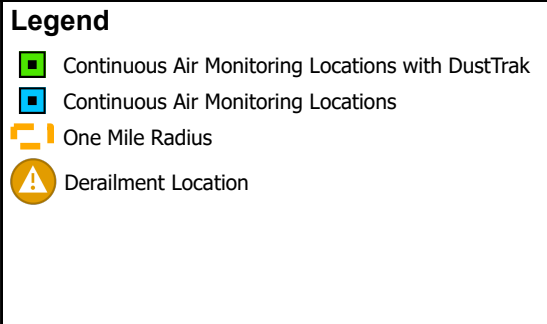 Legend
Continuous Air Monitoring Locations with DustTrak
Continuous Air Monitoring Locations
One Mile Radius
Derailment Location